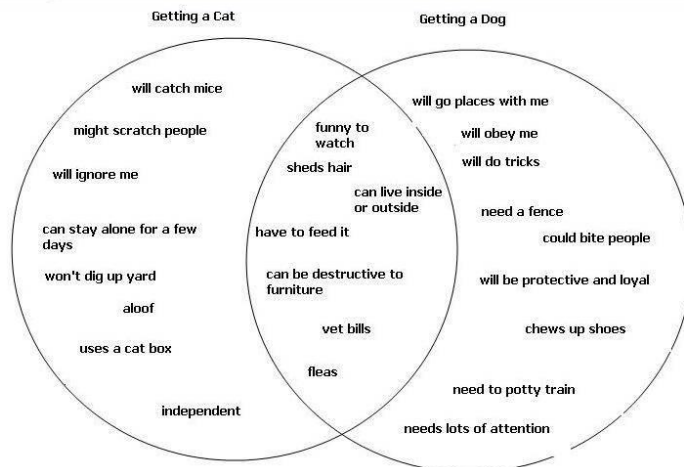 Getting a Cat
Getting a Dog
will catch mice
might scratch people
will ignore me
can stay alone for a few
days
won't dig up yard
aloof
uses a cat box
independent
funny to
watch
sheds hair
can live inside
or outside
have to feed it
can be destructive to
furniture
vet bills
fleas
will go places with me
will obey me
will do tricks
need a fence
could bite people
will be protective and loyal
chews up shoes
need to potty train
needs lots of attention